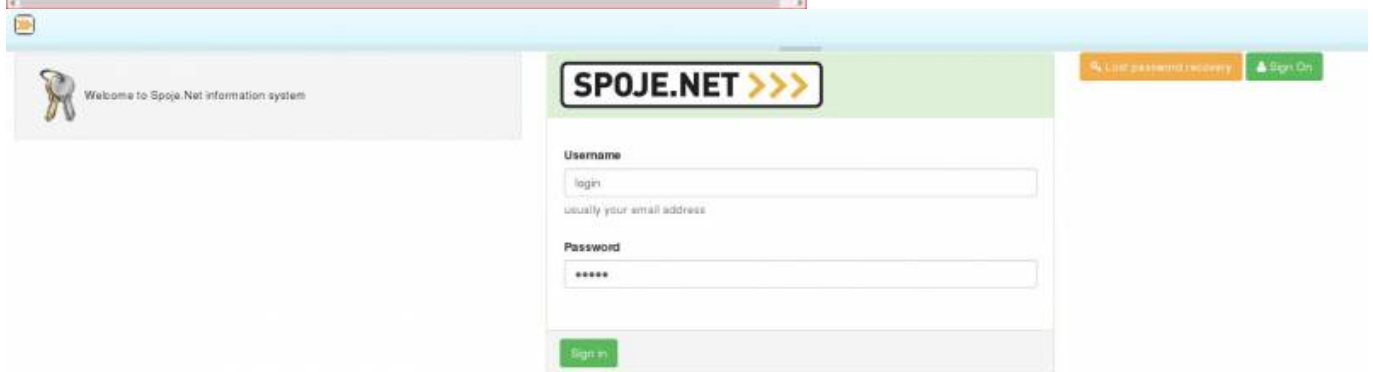 Welcome to Spoje.Net information system
SPOJE.NET >>>
Username
login
usually your email address
Password
•••••
Sign in
Lost password recovery
Sign On